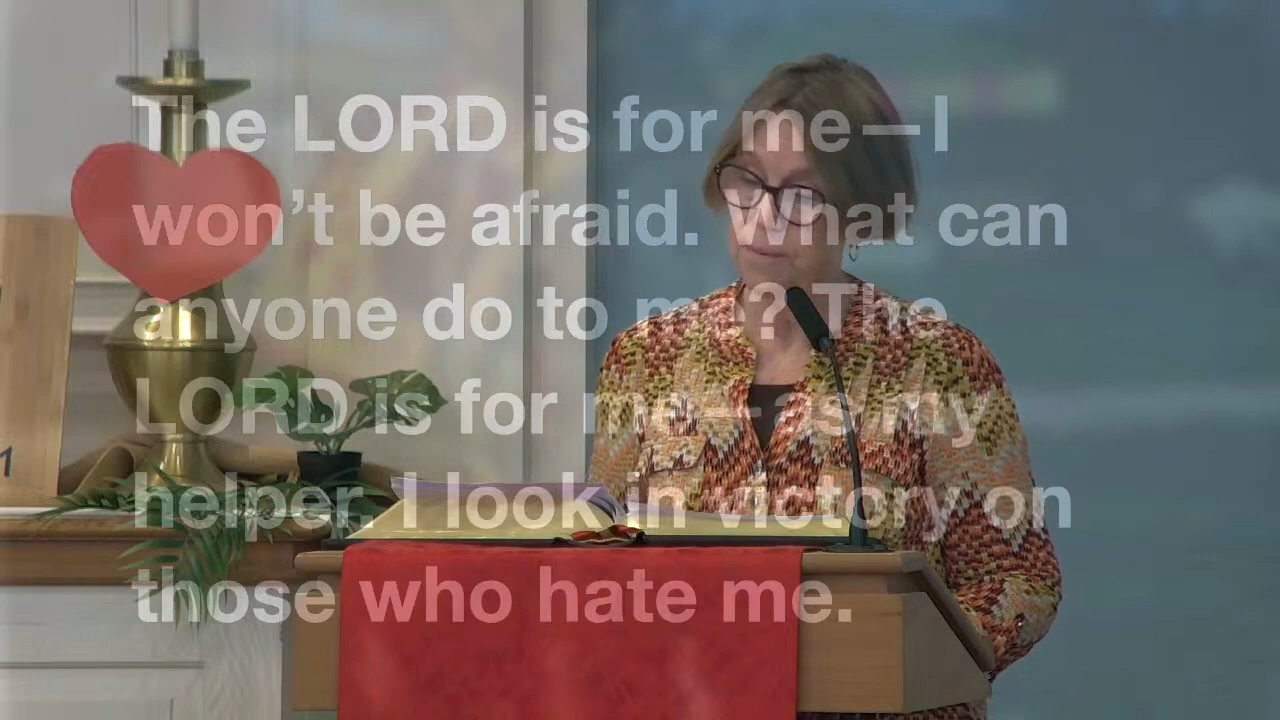 The LORD is for me—I
won’t be afraid. What can
anyone do to me? The
LORD is for me—as my
helper. I look in victory on
those who hate me.
1